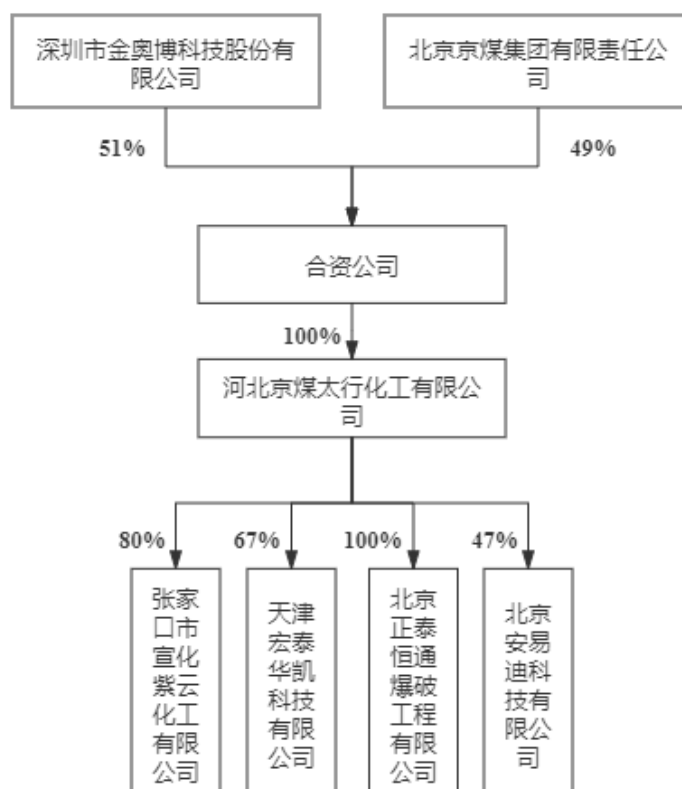 深圳市金奥博科技股份有
限公司
北京京煤集团有限责任公
司
51%
49%
合资公司
100%
河北京煤太行化工有限公
司
80%
67%
100%
47%
张家
口市
宣化
紫云
化工
有限
公司
天津
宏泰
华凯
科技
有限
公司
北京
正泰
恒通
爆破
工程
有限
公司
北京
安易
迪科
技有
限公
司